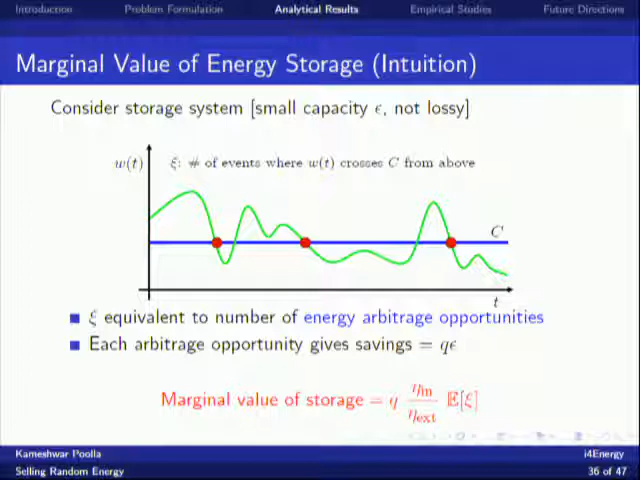 Introduction Problem Formulation Analytical Results Empirical Studies Future Directions
Marginal Value of Energy Storage (Intuition)
Consider storage system [small capacity ϵ, not lossy]
w(t) ξ: # of events where w(t) crosses C from above
C
t
ξ equivalent to number of energy arbitrage opportunities
Each arbitrage opportunity gives savings = qϵ
Marginal value of storage = q η_in/η_ext 𝔼[ξ]
Kameshwar Poolla i4Energy
Selling Random Energy 36 of 47